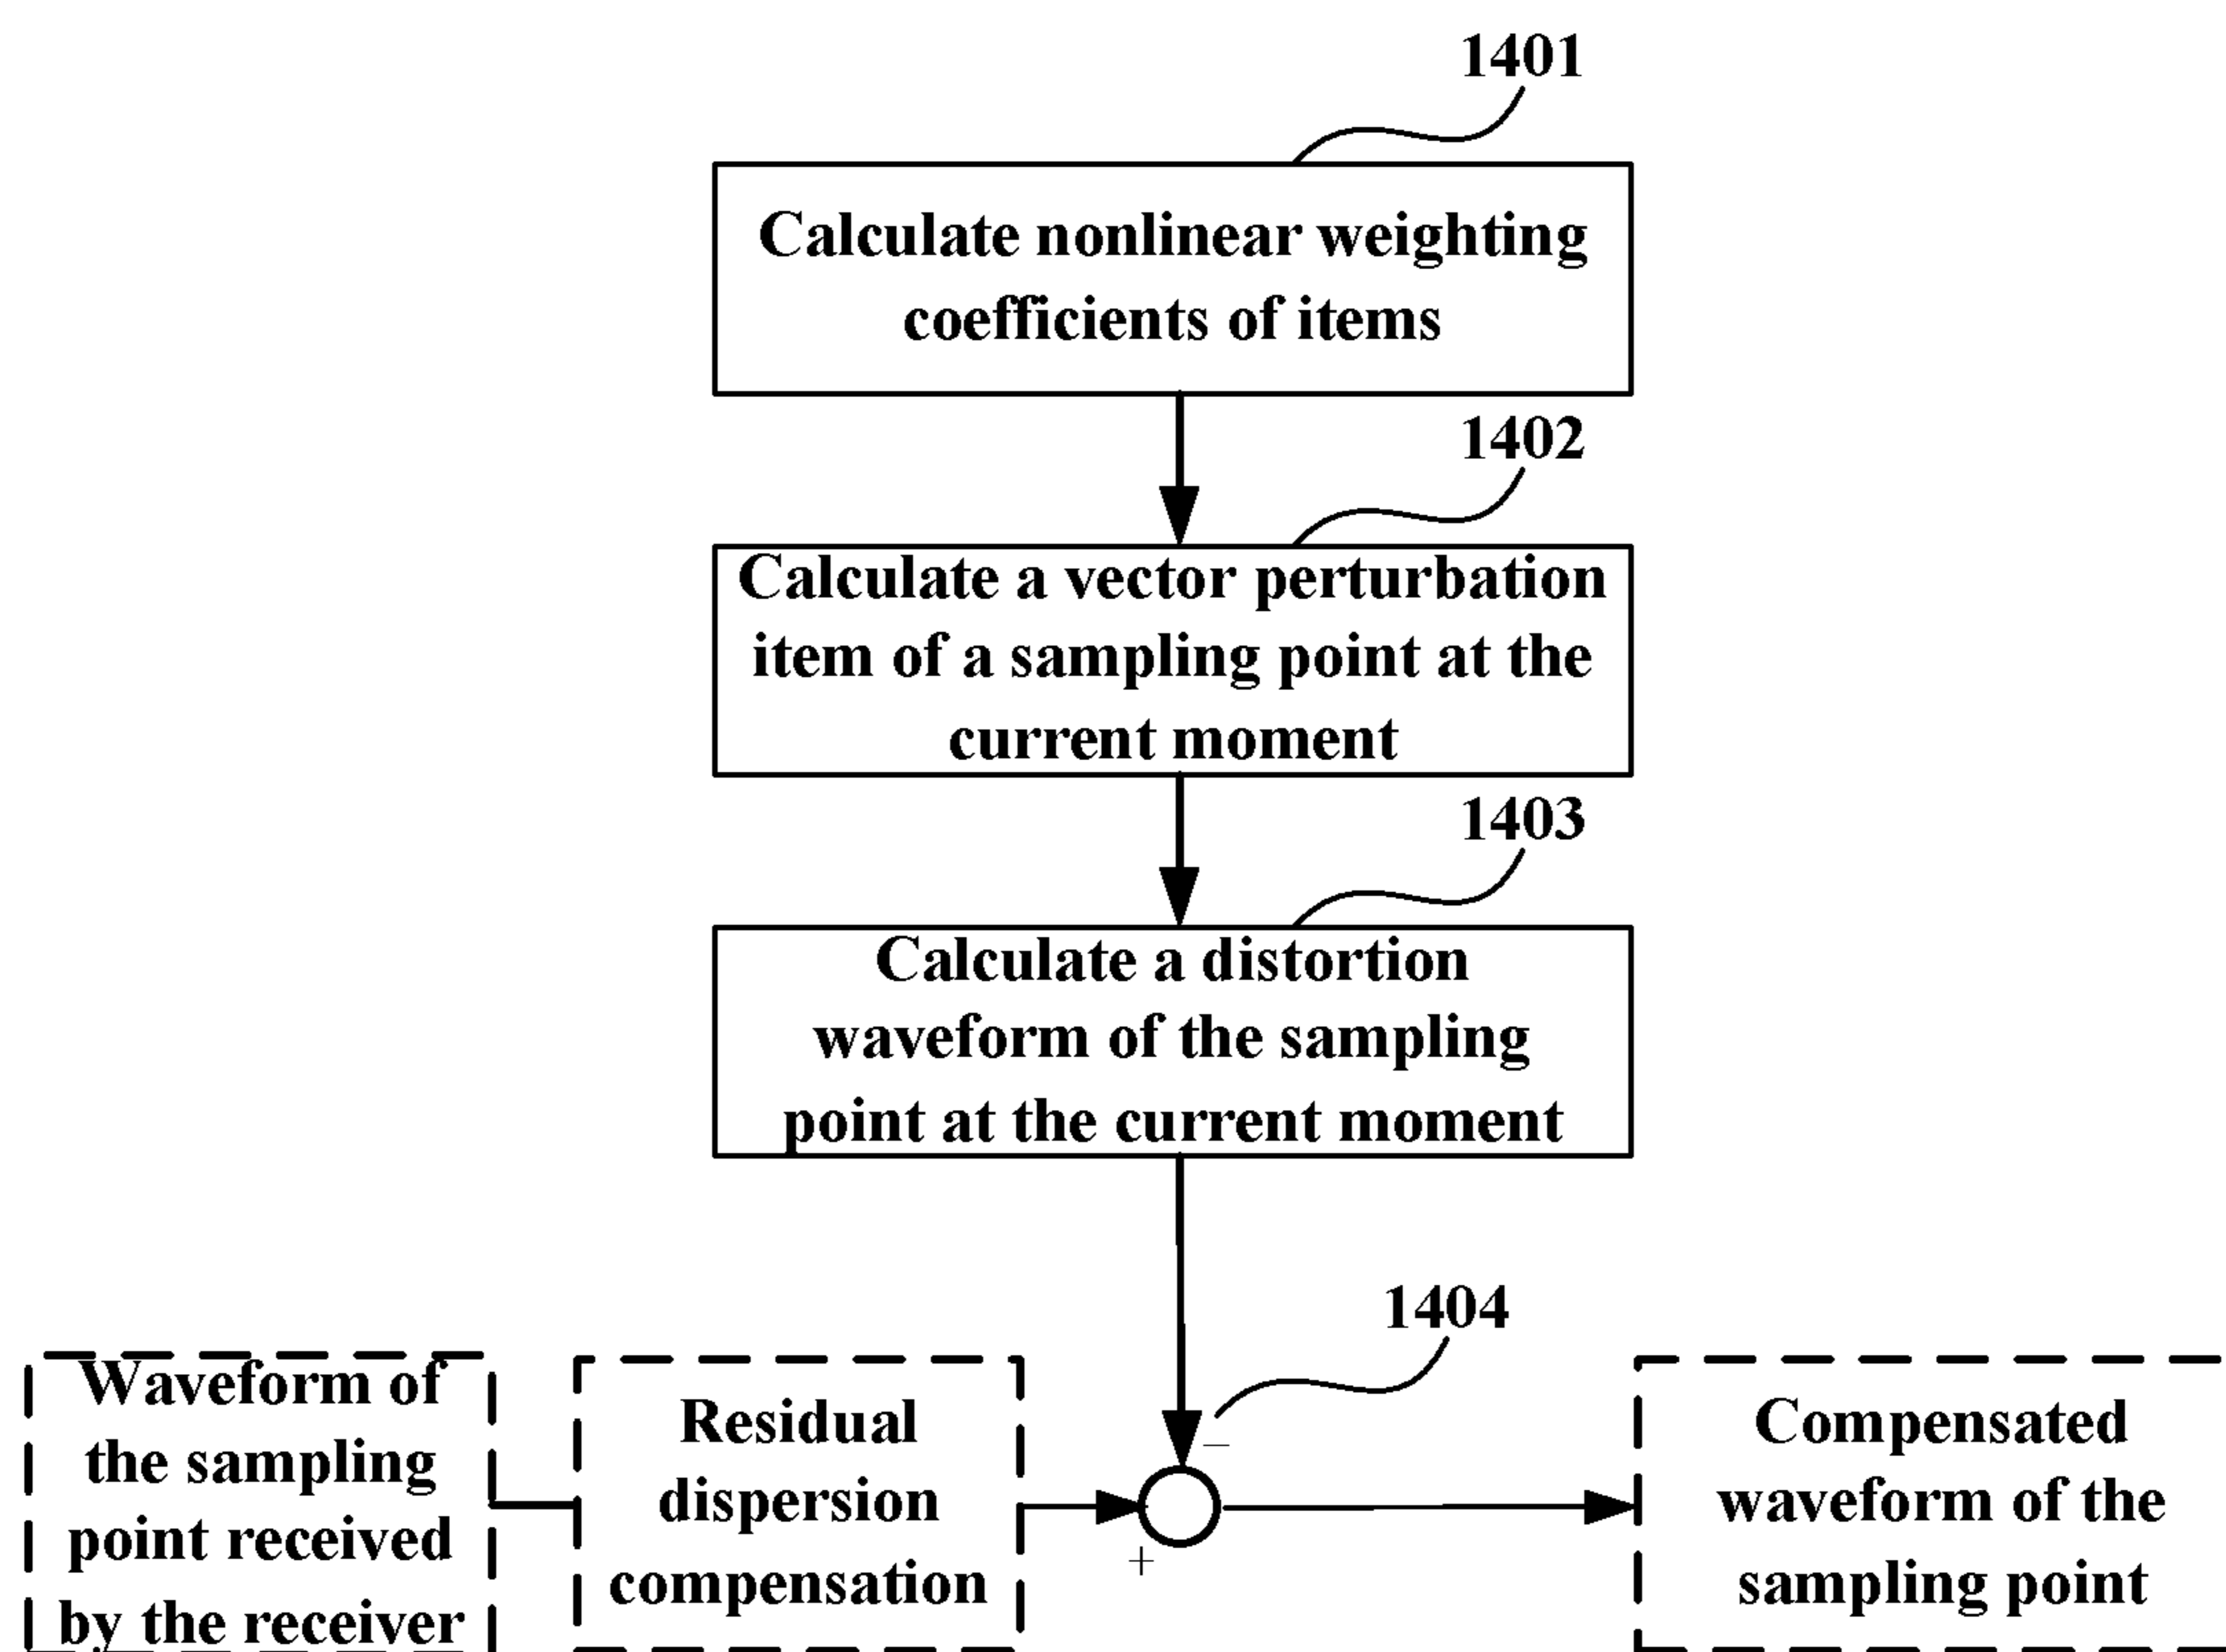 1401
Calculate nonlinear weighting
coefficients of items
1402
Calculate a vector perturbation
item of a sampling point at the
current moment
1403
Calculate a distortion
waveform of the sampling
point at the current moment
1404
−
+
Waveform of
the sampling
point received
by the receiver
Residual
dispersion
compensation
Compensated
waveform of the
sampling point